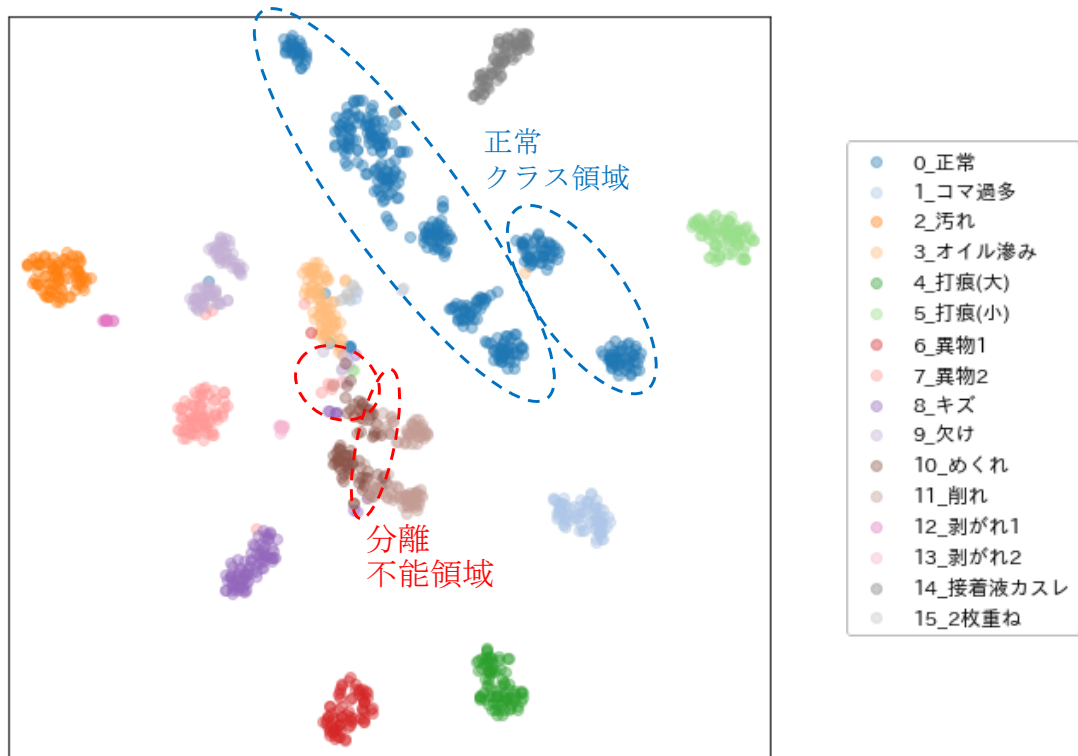 正常
クラス領域
分離
不能領域
0_正常
1_コマ過多
2_汚れ
3_オイル滲み
4_打痕(大)
5_打痕(小)
6_異物1
7_異物2
8_キズ
9_欠け
10_めくれ
11_削れ
12_剥がれ1
13_剥がれ2
14_接着液カスレ
15_2枚重ね